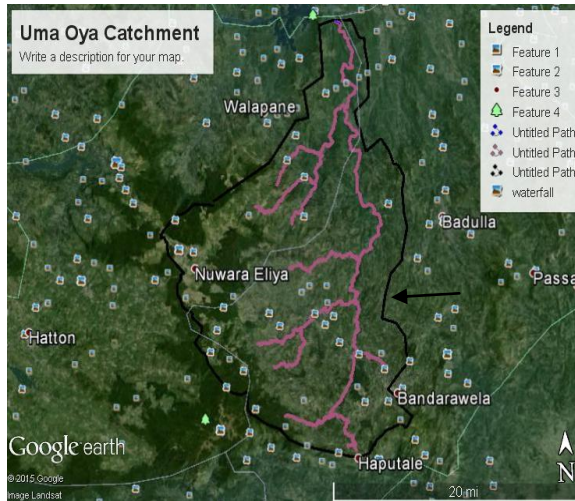 Uma Oya Catchment
Write a description for your map.
Legend
Feature 1
Feature 2
Feature 3
Feature 4
Untitled Path
Untitled Path
Untitled Path
waterfall
Walapane
Badulla
Nuwara Eliya
Passa
Hatton
Bandarawela
Haputale
Google earth
©2015 Google
Image Landsat
20 mi
N